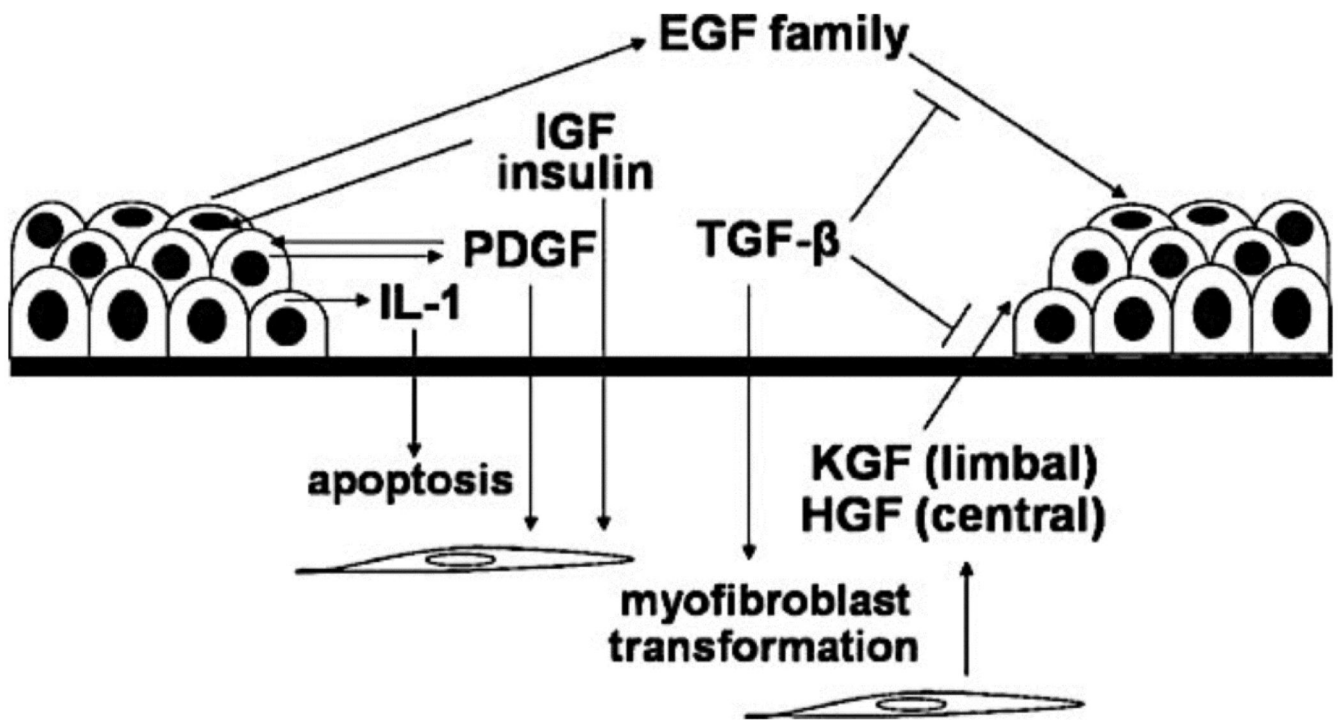 EGF family
IGF
insulin
PDGF
TGF-β
IL-1
apoptosis
KGF (limbal)
HGF (central)
myofibroblast
transformation